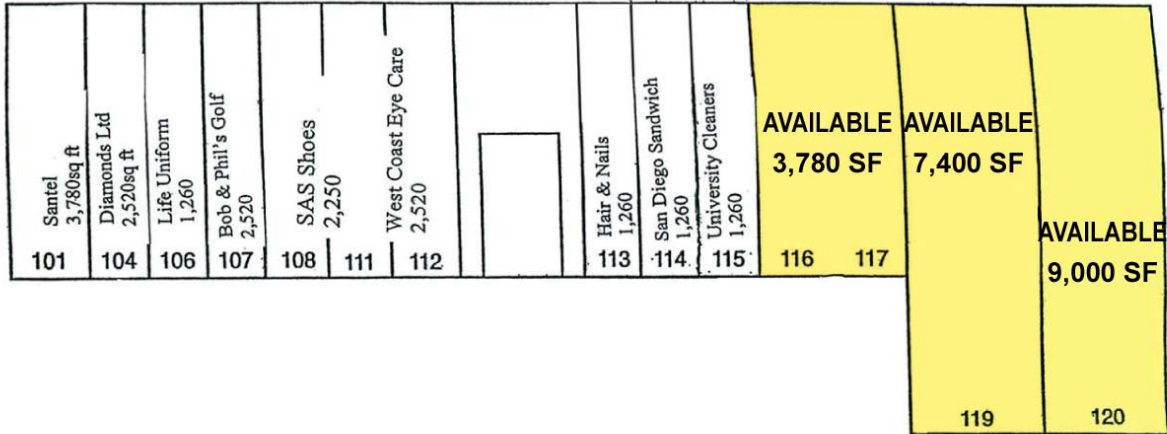 Santel
3,780sq ft
101
Diamonds Ltd
2,520sq ft
104
Life Uniform
1,260
106
Bob & Phil's Golf
2,520
107
SAS Shoes
2,250
108
111
West Coast Eye Care
2,520
112
Hair & Nails
1,260
113
San Diego Sandwich
1,260
114
University Cleaners
1,260
115
AVAILABLE
3,780 SF
116 117
AVAILABLE
7,400 SF
119
AVAILABLE
9,000 SF
120